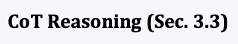 CoT Reasoning (Sec. 3.3)